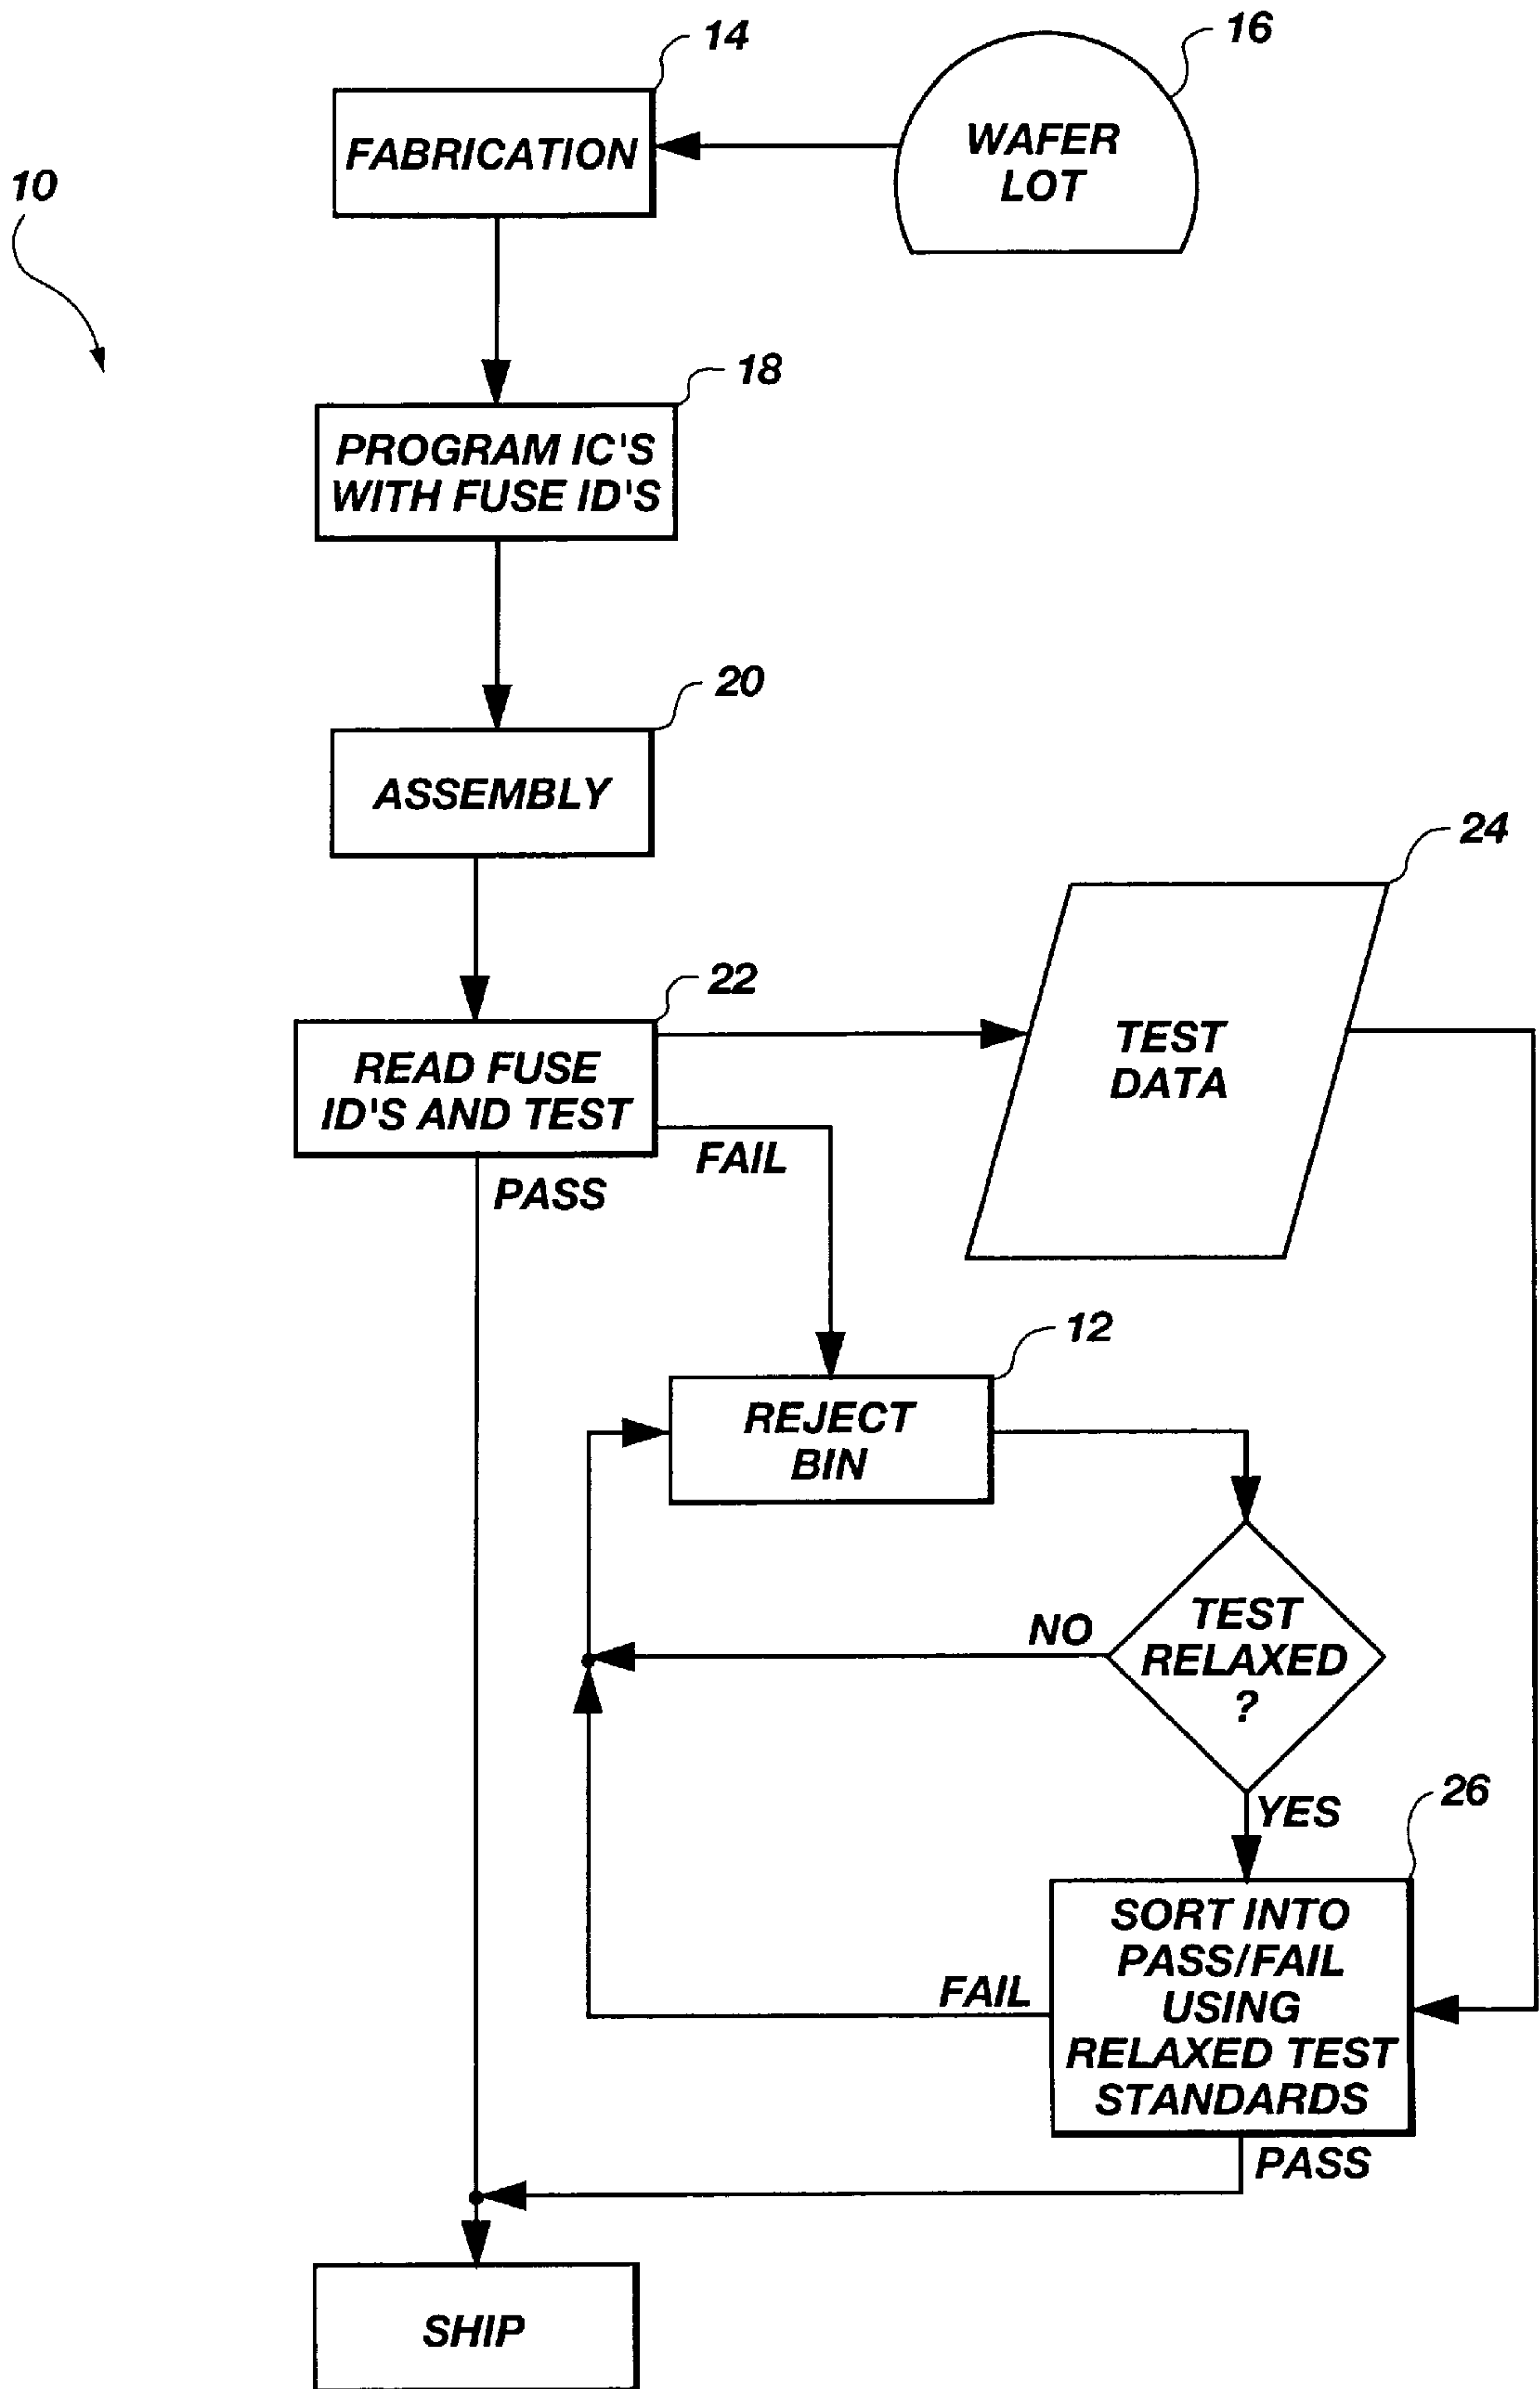 14
16
FABRICATION
WAFER
LOT
10
18
PROGRAM IC'S
WITH FUSE ID'S
20
ASSEMBLY
24
22
READ FUSE
ID'S AND TEST
TEST
DATA
FAIL
PASS
12
REJECT
BIN
TEST
RELAXED
?
NO
YES
26
SORT INTO
PASS/FAIL
USING
RELAXED TEST
STANDARDS
FAIL
PASS
SHIP